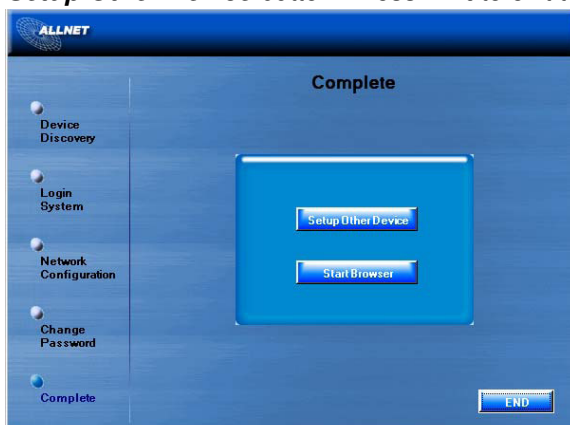 ALLNET
Complete
Device
Discovery
Login
System
Setup Other Device
Network
Configuration
Start Browser
Change
Password
Complete
END